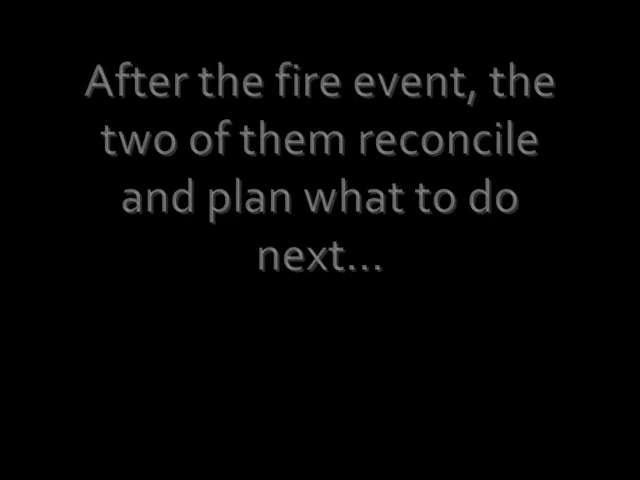 After the fire event, the
two of them reconcile
and plan what to do
next...